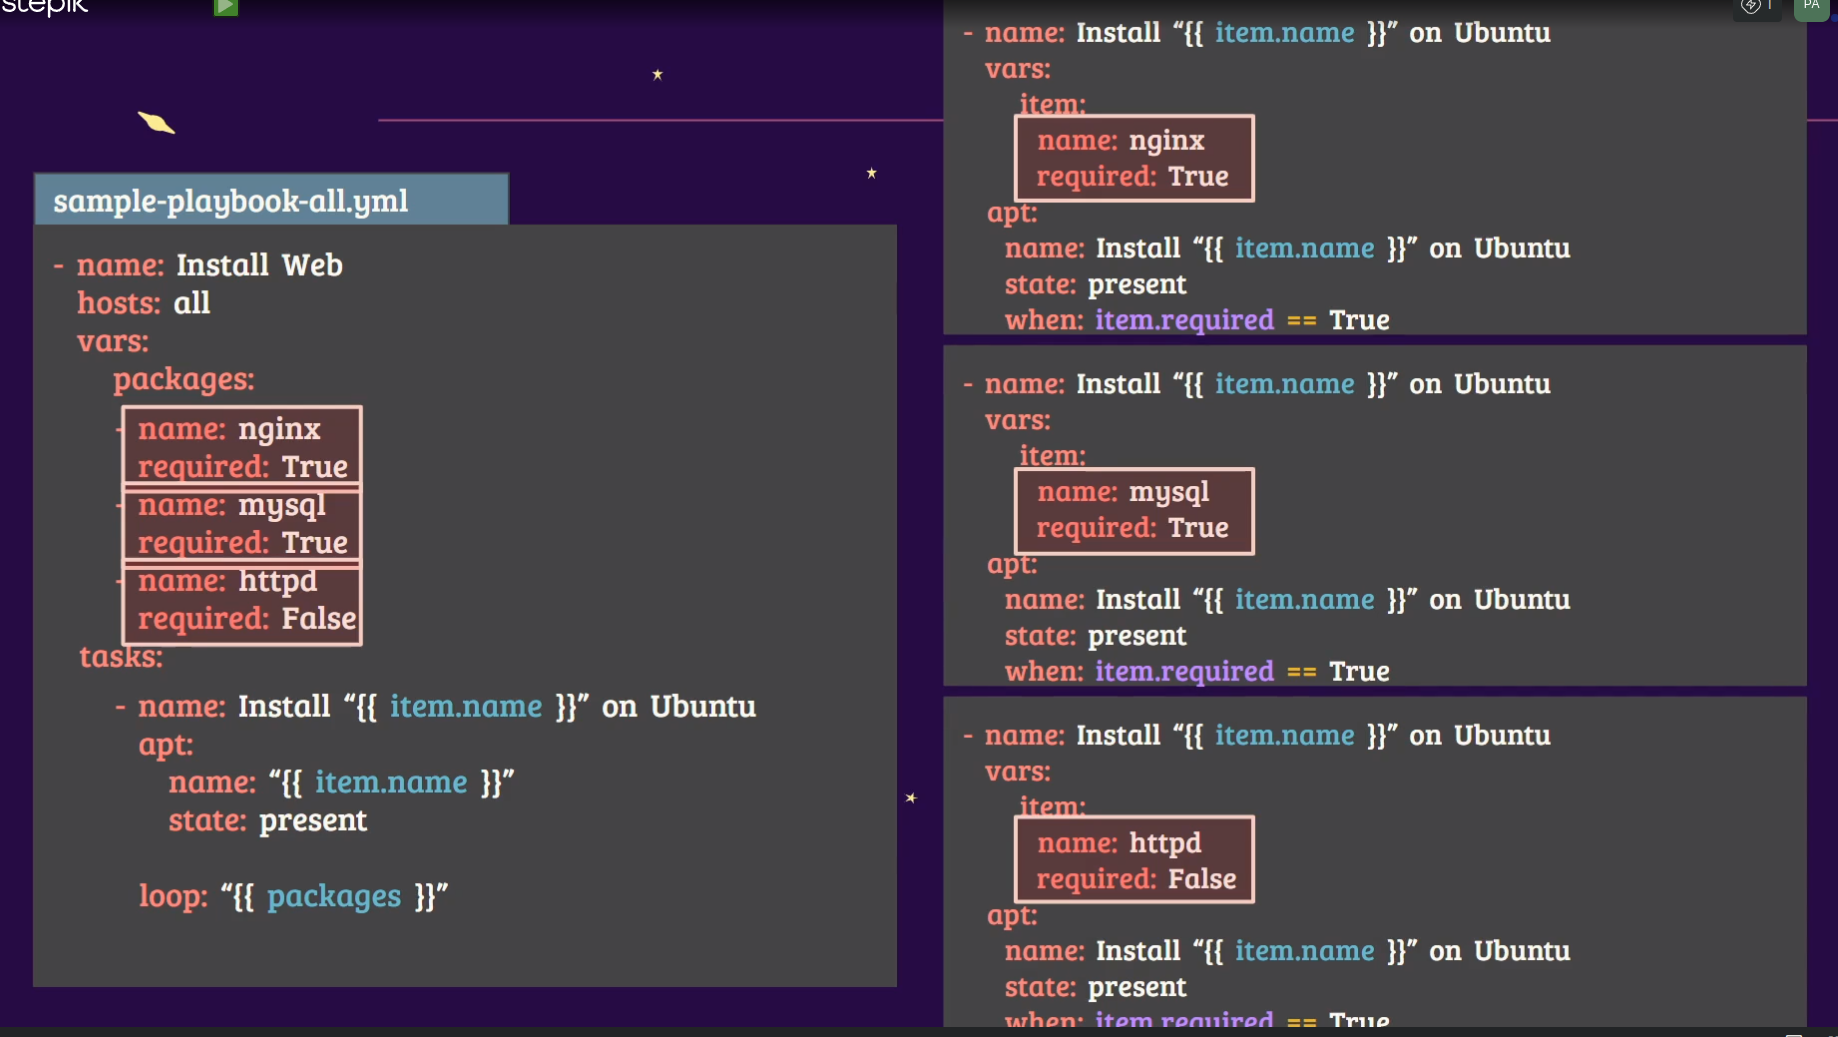 stepik
1
PA
sample-playbook-all.yml
- name: Install Web
hosts: all
vars:
packages:
- name: nginx
required: True
- name: mysql
required: True
- name: httpd
required: False
tasks:
- name: Install “{{ item.name }}” on Ubuntu
apt:
name: “{{ item.name }}”
state: present
loop: “{{ packages }}”
- name: Install “{{ item.name }}” on Ubuntu
vars:
item:
name: nginx
required: True
apt:
name: Install “{{ item.name }}” on Ubuntu
state: present
when: item.required == True
- name: Install “{{ item.name }}” on Ubuntu
vars:
item:
name: mysql
required: True
apt:
name: Install “{{ item.name }}” on Ubuntu
state: present
when: item.required == True
- name: Install “{{ item.name }}” on Ubuntu
vars:
item:
name: httpd
required: False
apt:
name: Install “{{ item.name }}” on Ubuntu
state: present
when: item.required == True